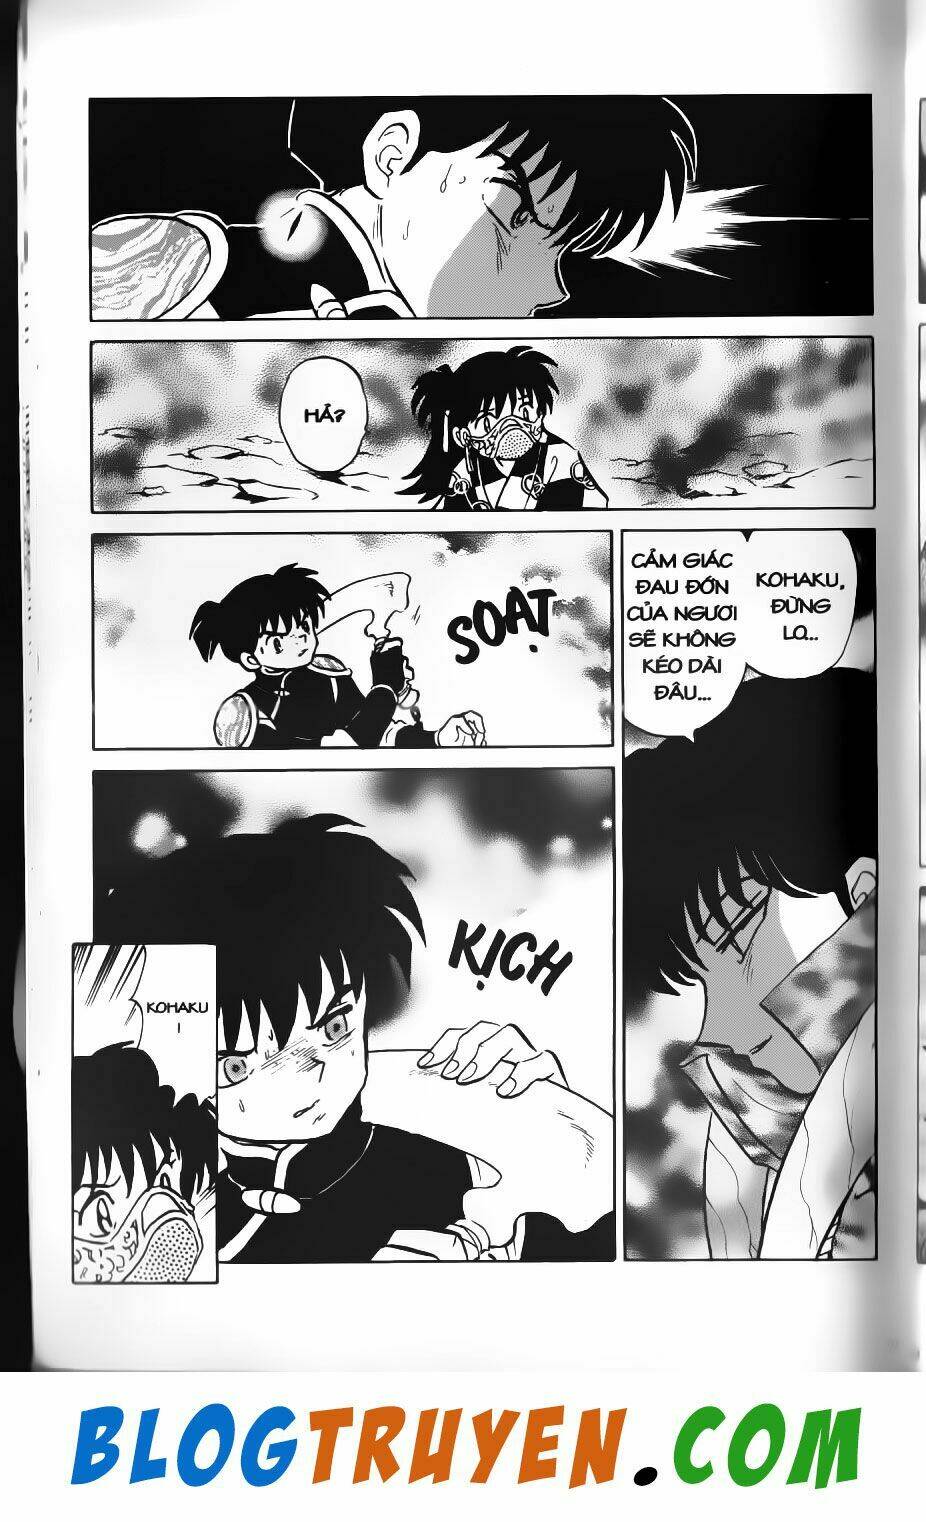 HẢ?
KOHAKU,
ĐỪNG
LO...
CẢM GIÁC
ĐAU ĐỚN
CỦA NGƯƠI
SẼ KHÔNG
KÉO DÀI
ĐÂU...
SOẠT
KỊCH
KOHAKU
!
BLOGTRUYEN.COM